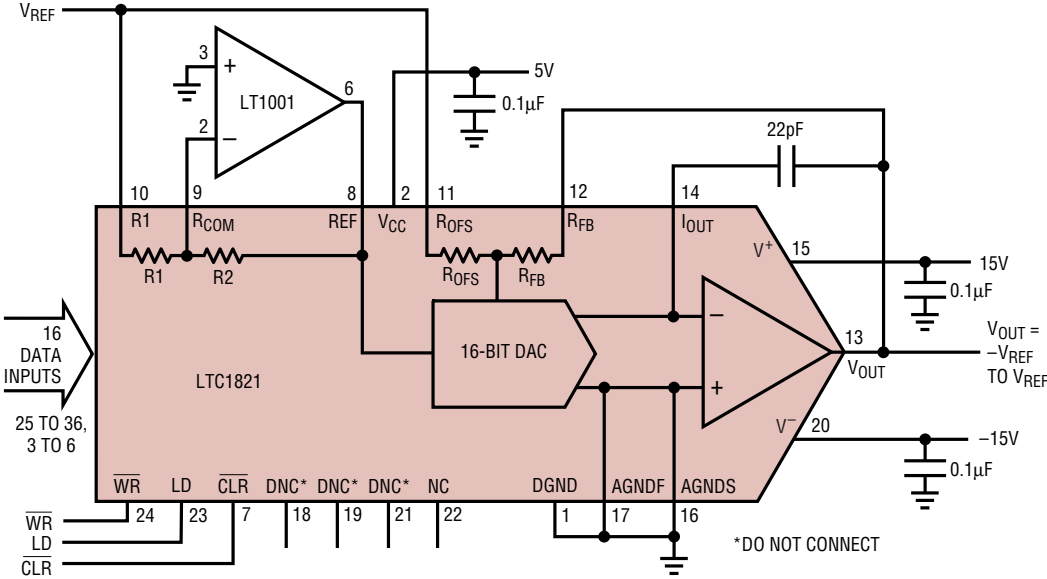 VREF
3
+
LT1001
6
2
−
5V
0.1µF
22pF
10
9
8
2
11
12
14
R1
RCOM
REF
VCC
ROFS
RFB
IOUT
V+
15
15V
0.1µF
R1
R2
ROFS
RFB
16
DATA
INPUTS
25 TO 36,
3 TO 6
LTC1821
16-BIT DAC
−
+
13
VOUT
VOUT =
−VREF
TO VREF
V−
20
−15V
0.1µF
WR
LD
CLR
DNC*
DNC*
DNC*
NC
DGND
AGNDF
AGNDS
24
23
7
18
19
21
22
1
17
16
WR
LD
CLR
*DO NOT CONNECT